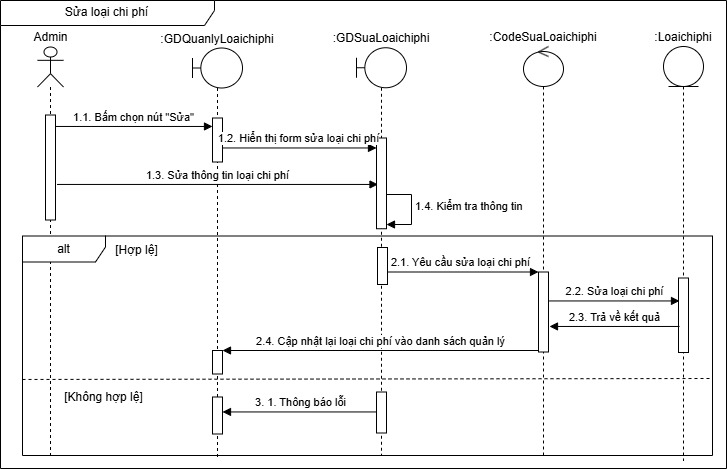 Sửa loại chi phí
Admin
:GDQuanlyLoaichiphi
:GDSuaLoaichiphi
:CodeSuaLoaichiphi
:Loaichiphi
1.1. Bấm chọn nút "Sửa"
1.2. Hiển thị form sửa loại chi phí
1.3. Sửa thông tin loại chi phí
1.4. Kiểm tra thông tin
alt
[Hợp lệ]
2.1. Yêu cầu sửa loại chi phí
2.2. Sửa loại chi phí
2.3. Trả về kết quả
2.4. Cập nhật lại loại chi phí vào danh sách quản lý
[Không hợp lệ]
3. 1. Thông báo lỗi